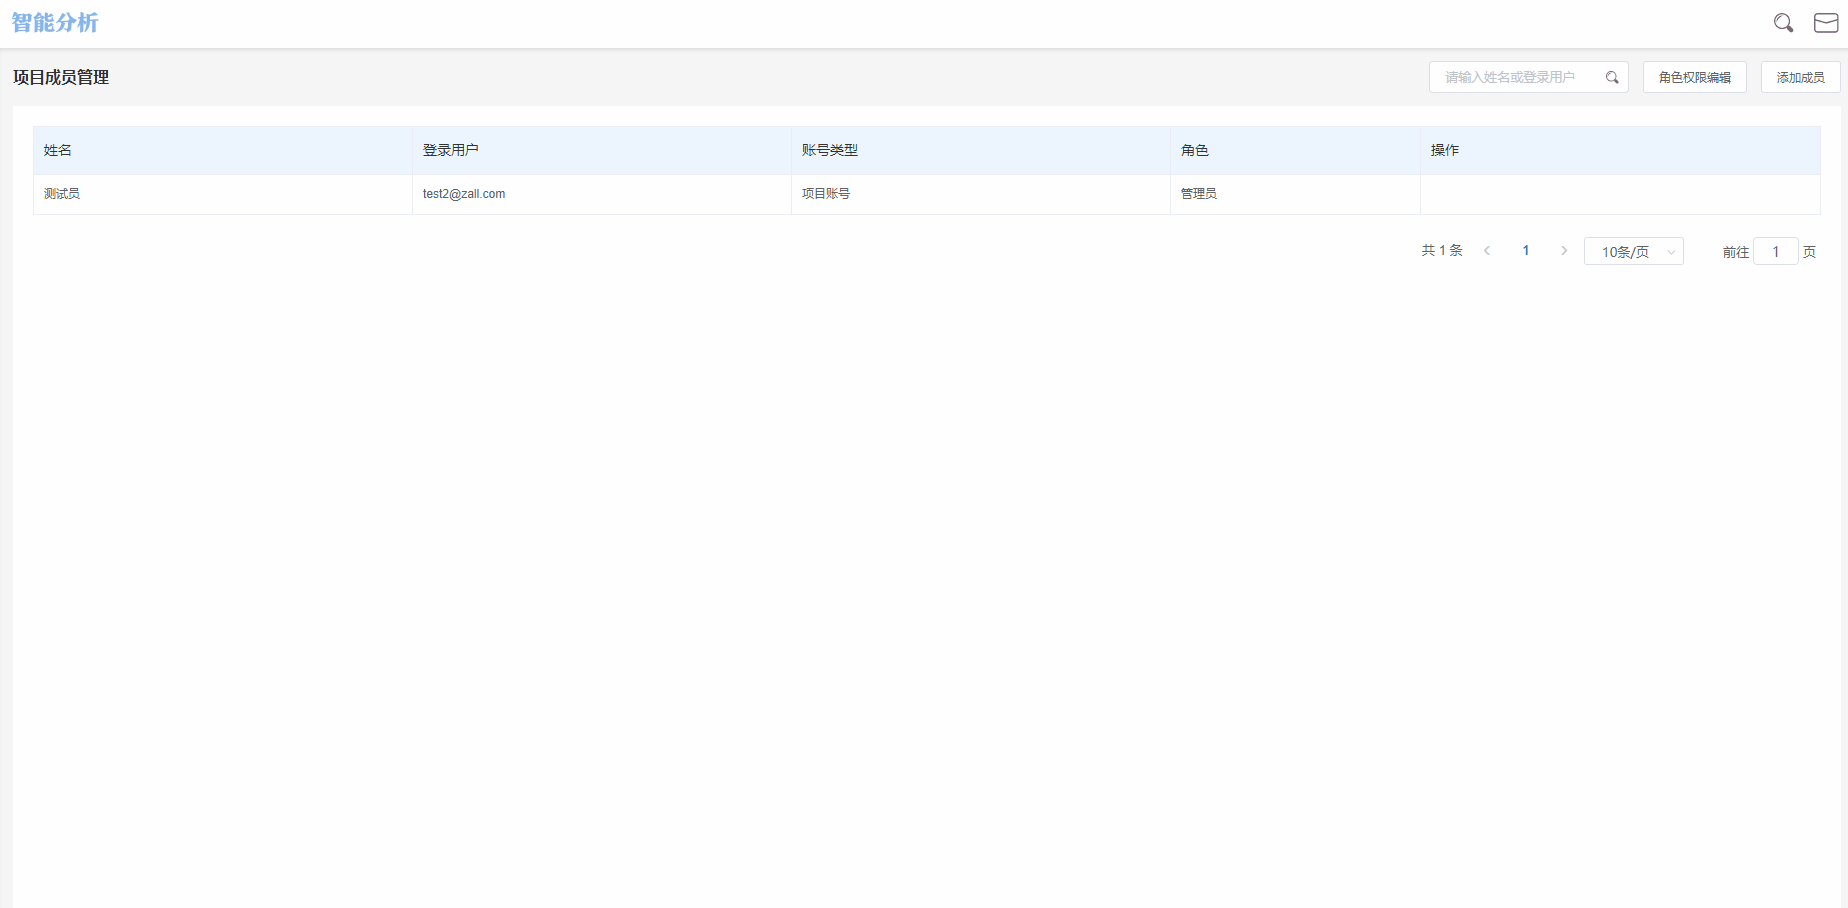 智能分析
项目成员管理
请输入姓名或登录用户
角色权限编辑
添加成员
姓名 登录用户 账号类型 角色 操作
测试员 test2@zall.com 项目账号 管理员
共 1 条 1 10条/页 前往 1 页